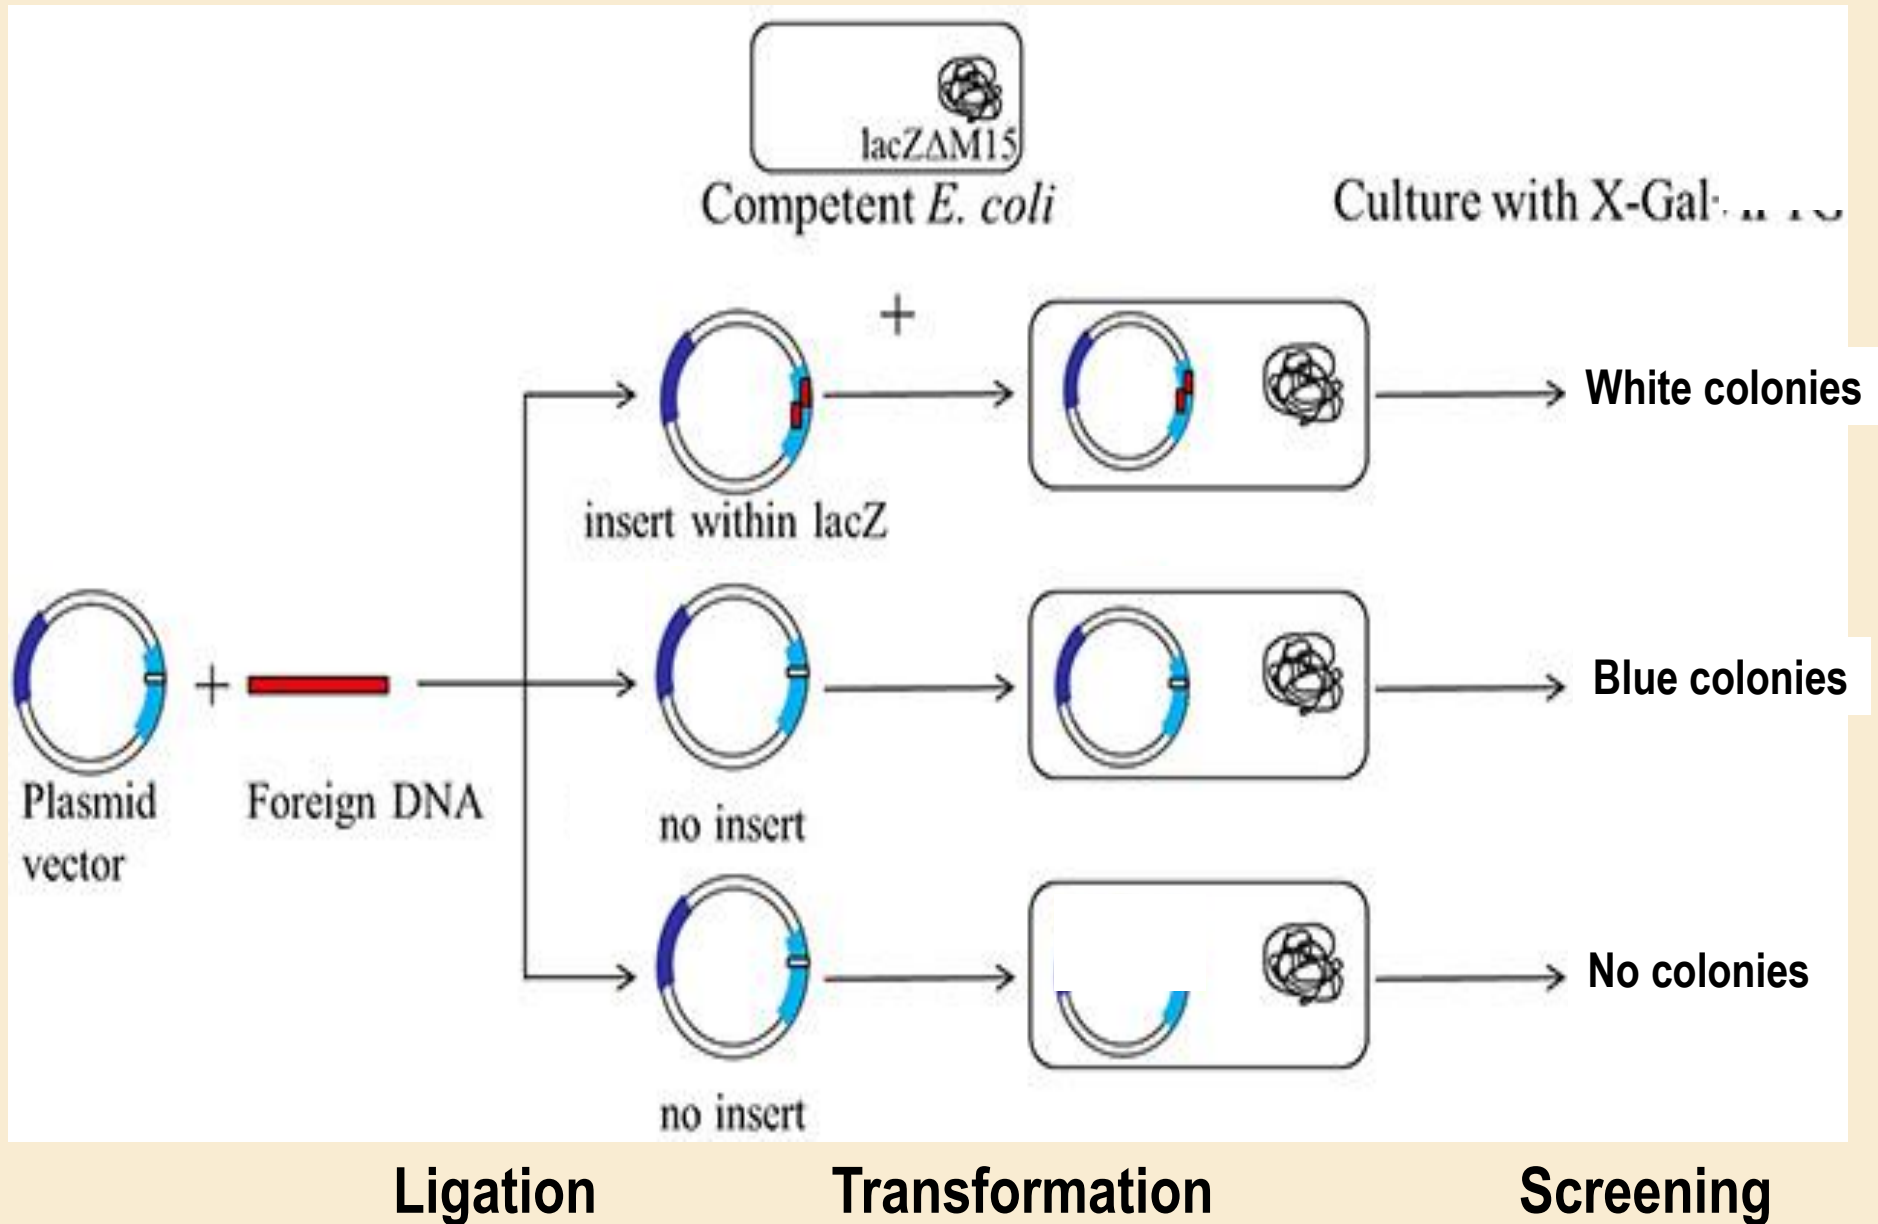 lacZΔM15
Competent E. coli
Culture with X-Gal
+
White colonies
insert within lacZ
+
Blue colonies
Plasmid
vector
Foreign DNA
no insert
No colonies
no insert
Ligation
Transformation
Screening